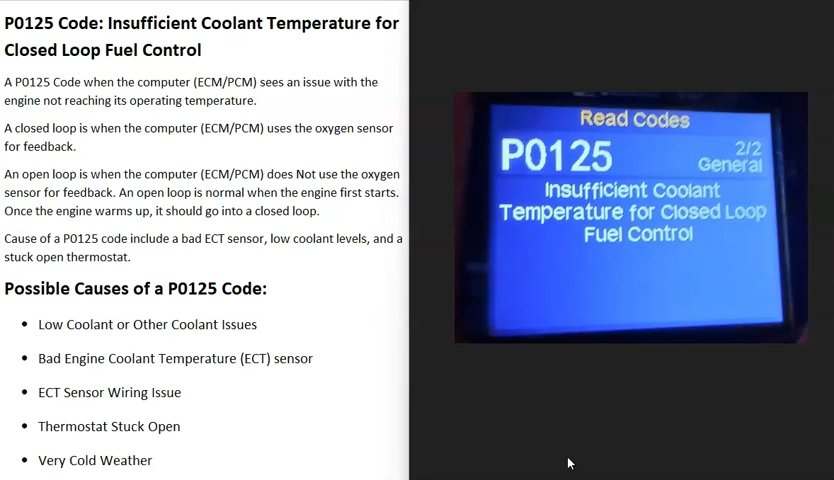 P0125 Code: Insufficient Coolant Temperature for
Closed Loop Fuel Control
A P0125 Code when the computer (ECM/PCM) sees an issue with the
engine not reaching its operating temperature.
A closed loop is when the computer (ECM/PCM) uses the oxygen sensor
for feedback.
An open loop is when the computer (ECM/PCM) does Not use the oxygen
sensor for feedback. An open loop is normal when the engine first starts.
Once the engine warms up, it should go into a closed loop.
Cause of a P0125 code include a bad ECT sensor, low coolant levels, and a
stuck open thermostat.
Possible Causes of a P0125 Code:
• Low Coolant or Other Coolant Issues
• Bad Engine Coolant Temperature (ECT) sensor
• ECT Sensor Wiring Issue
• Thermostat Stuck Open
• Very Cold Weather
Read Codes
P0125
2/2
General
Insufficient Coolant
Temperature for Closed Loop
Fuel Control